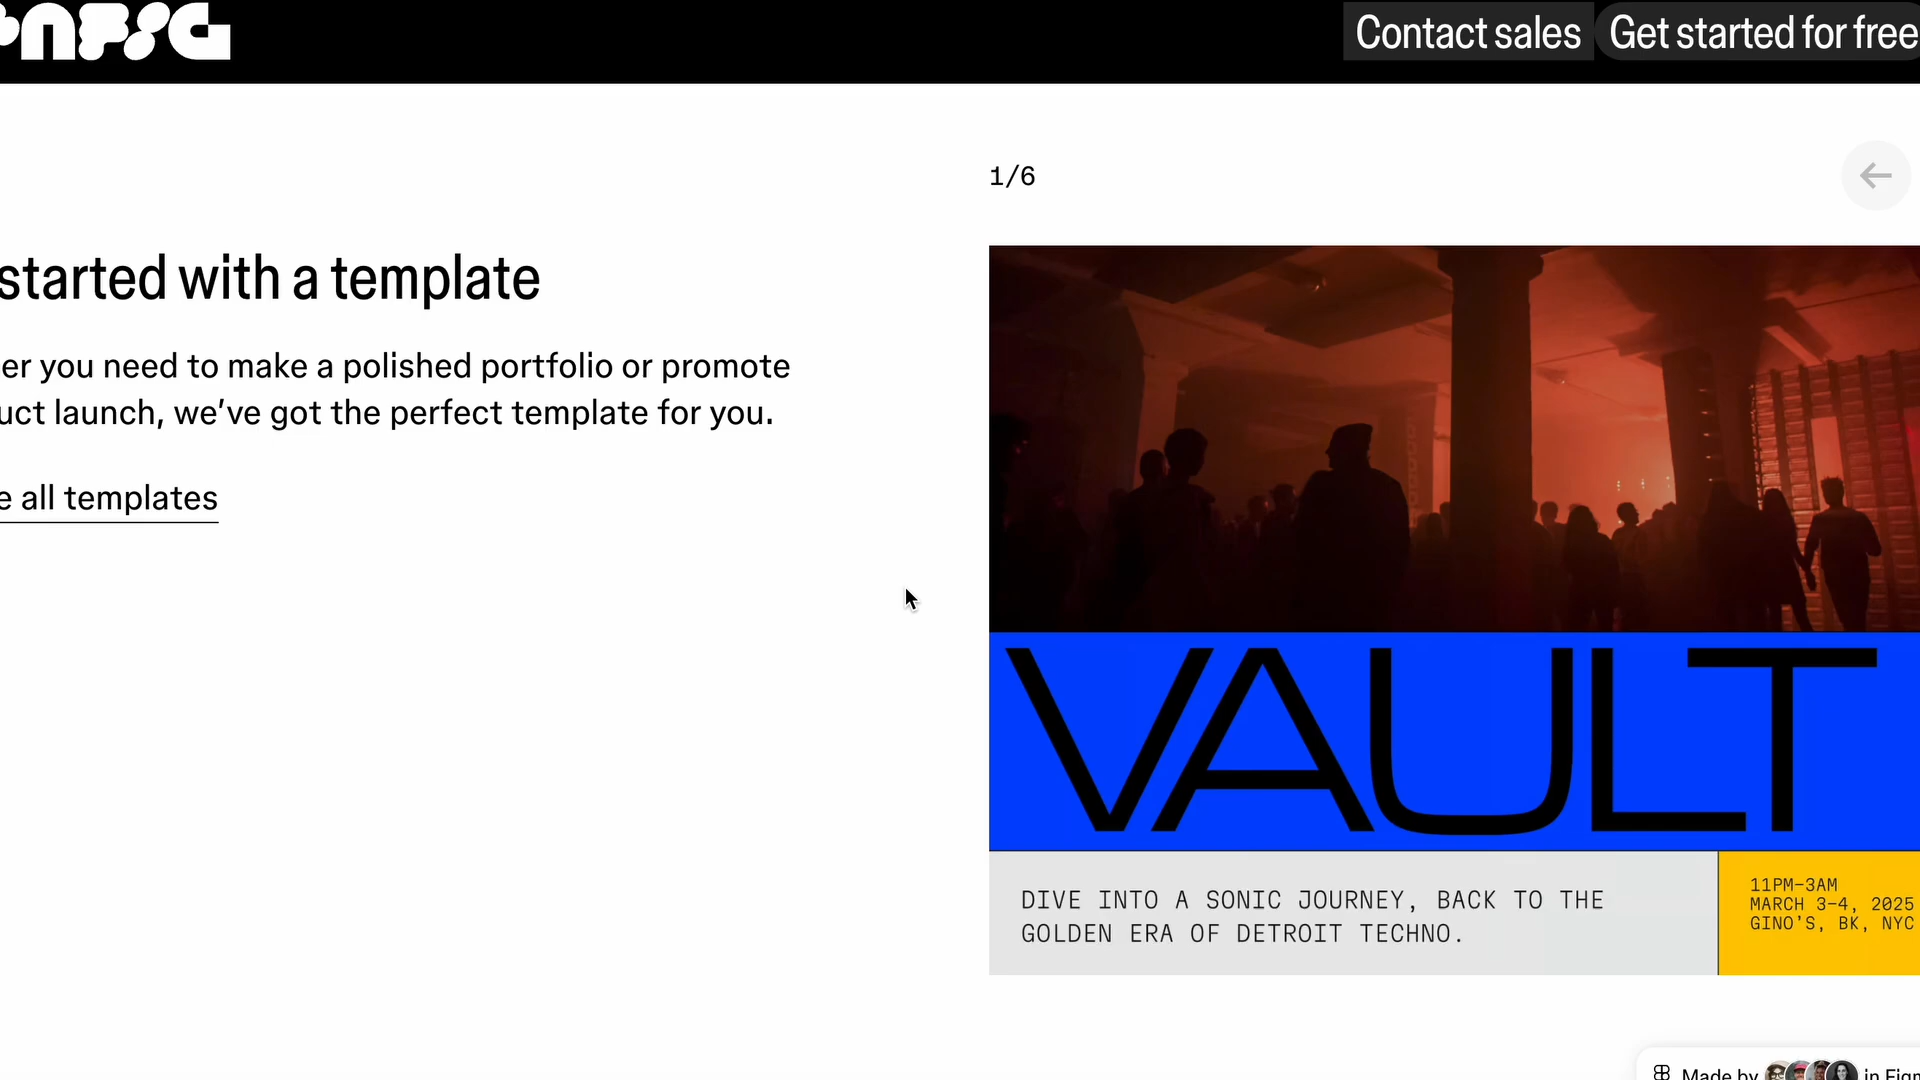 Contact sales
Get started for free
1/6
started with a template
er you need to make a polished portfolio or promote
uct launch, we've got the perfect template for you.
e all templates
VAULT
DIVE INTO A SONIC JOURNEY, BACK TO THE
GOLDEN ERA OF DETROIT TECHNO.
11PM–3AM
MARCH 3–4, 2025
GINO'S, BK, NYC
Made by in Fig